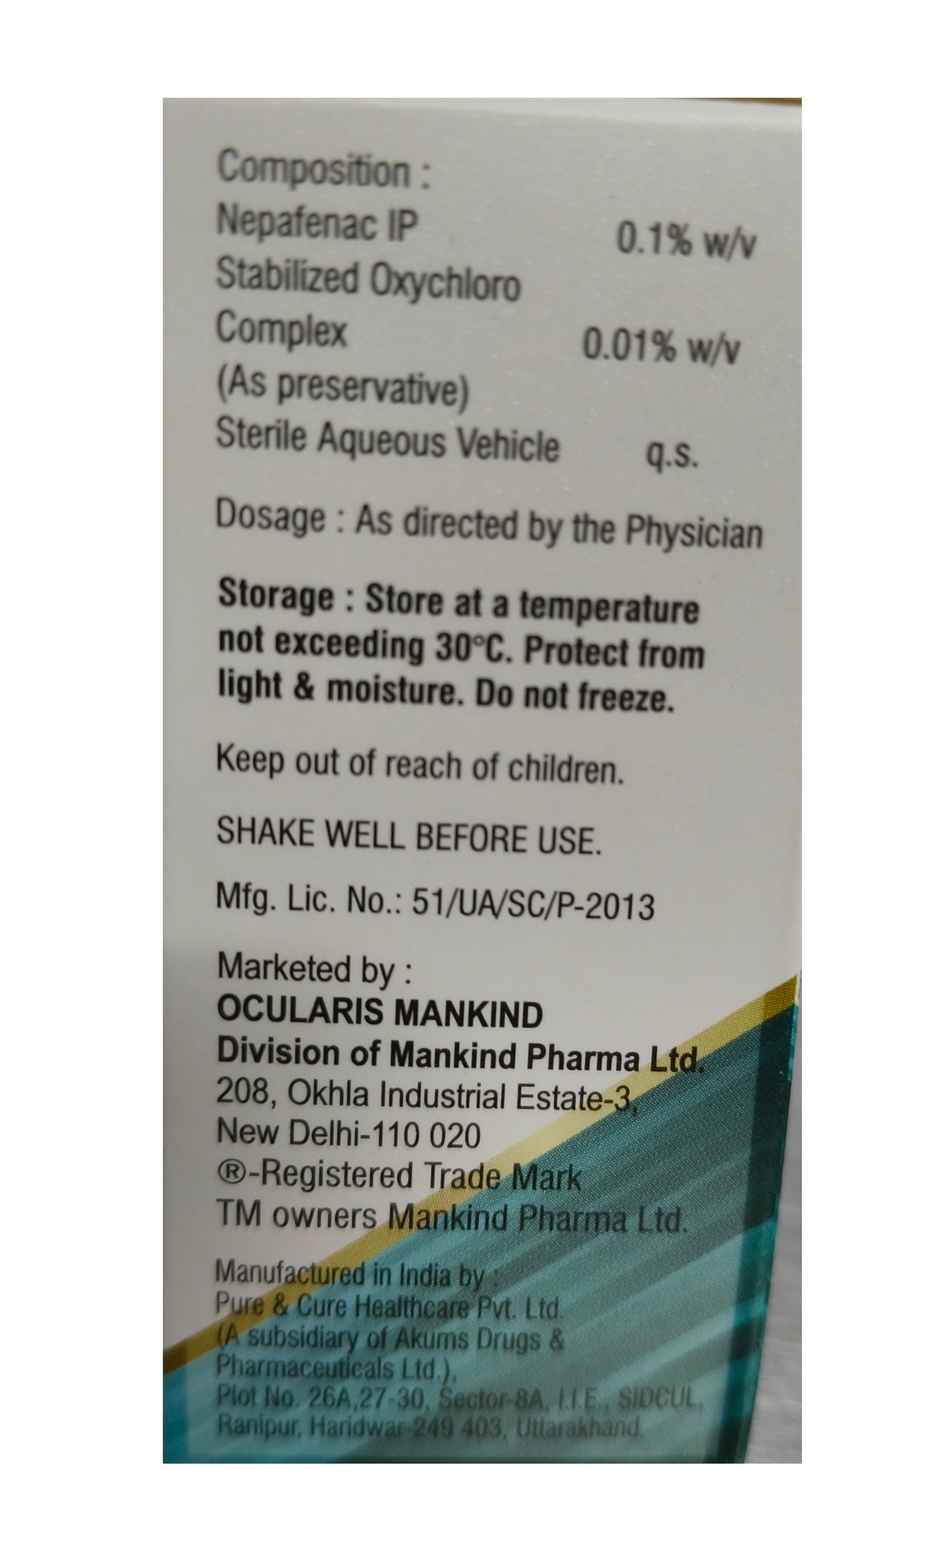 Composition :
Nepafenac IP 0.1% w/v
Stabilized Oxychloro
Complex 0.01% w/v
(As preservative)
Sterile Aqueous Vehicle q.s.
Dosage : As directed by the Physician
Storage : Store at a temperature
not exceeding 30°C. Protect from
light & moisture. Do not freeze.
Keep out of reach of children.
SHAKE WELL BEFORE USE.
Mfg. Lic. No.: 51/UA/SC/P-2013
Marketed by :
OCULARIS MANKIND
Division of Mankind Pharma Ltd.
208, Okhla Industrial Estate-3,
New Delhi-110 020
®-Registered Trade Mark
TM owners Mankind Pharma Ltd.
Manufactured in India by :
Pure & Cure Healthcare Pvt. Ltd.
(A subsidiary of Akums Drugs &
Pharmaceuticals Ltd.),
Plot No. 26A,27-30, Sector-8A, I.I.E., SIDCUL,
Ranipur, Haridwar-249 403, Uttarakhand.